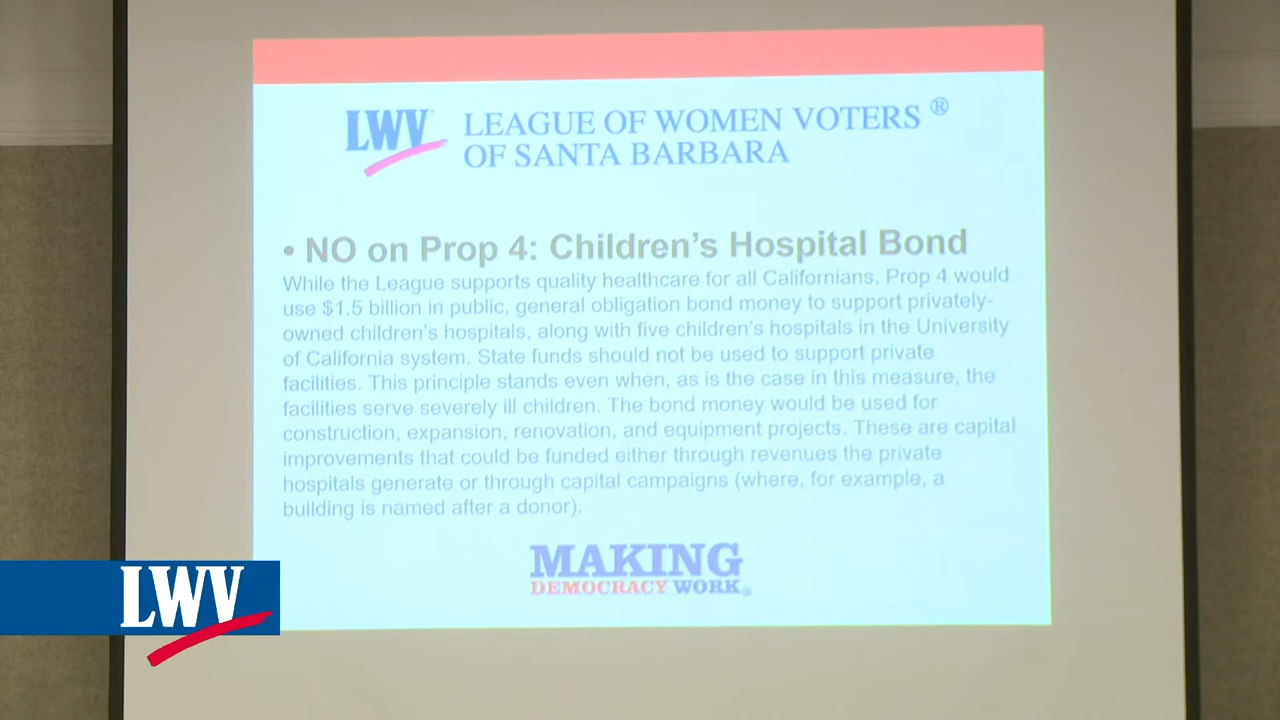 LWV
LEAGUE OF WOMEN VOTERS ®
OF SANTA BARBARA
• NO on Prop 4: Children's Hospital Bond
While the League supports quality healthcare for all Californians, Prop 4 would
use $1.5 billion in public, general obligation bond money to support privately-
owned children's hospitals, along with five children's hospitals in the University
of California system. State funds should not be used to support private
facilities. This principle stands even when, as is the case in this measure, the
facilities serve severely ill children. The bond money would be used for
construction, expansion, renovation, and equipment projects. These are capital
improvements that could be funded either through revenues the private
hospitals generate or through capital campaigns (where, for example, a
building is named after a donor).
MAKING
DEMOCRACY WORK®
LWV